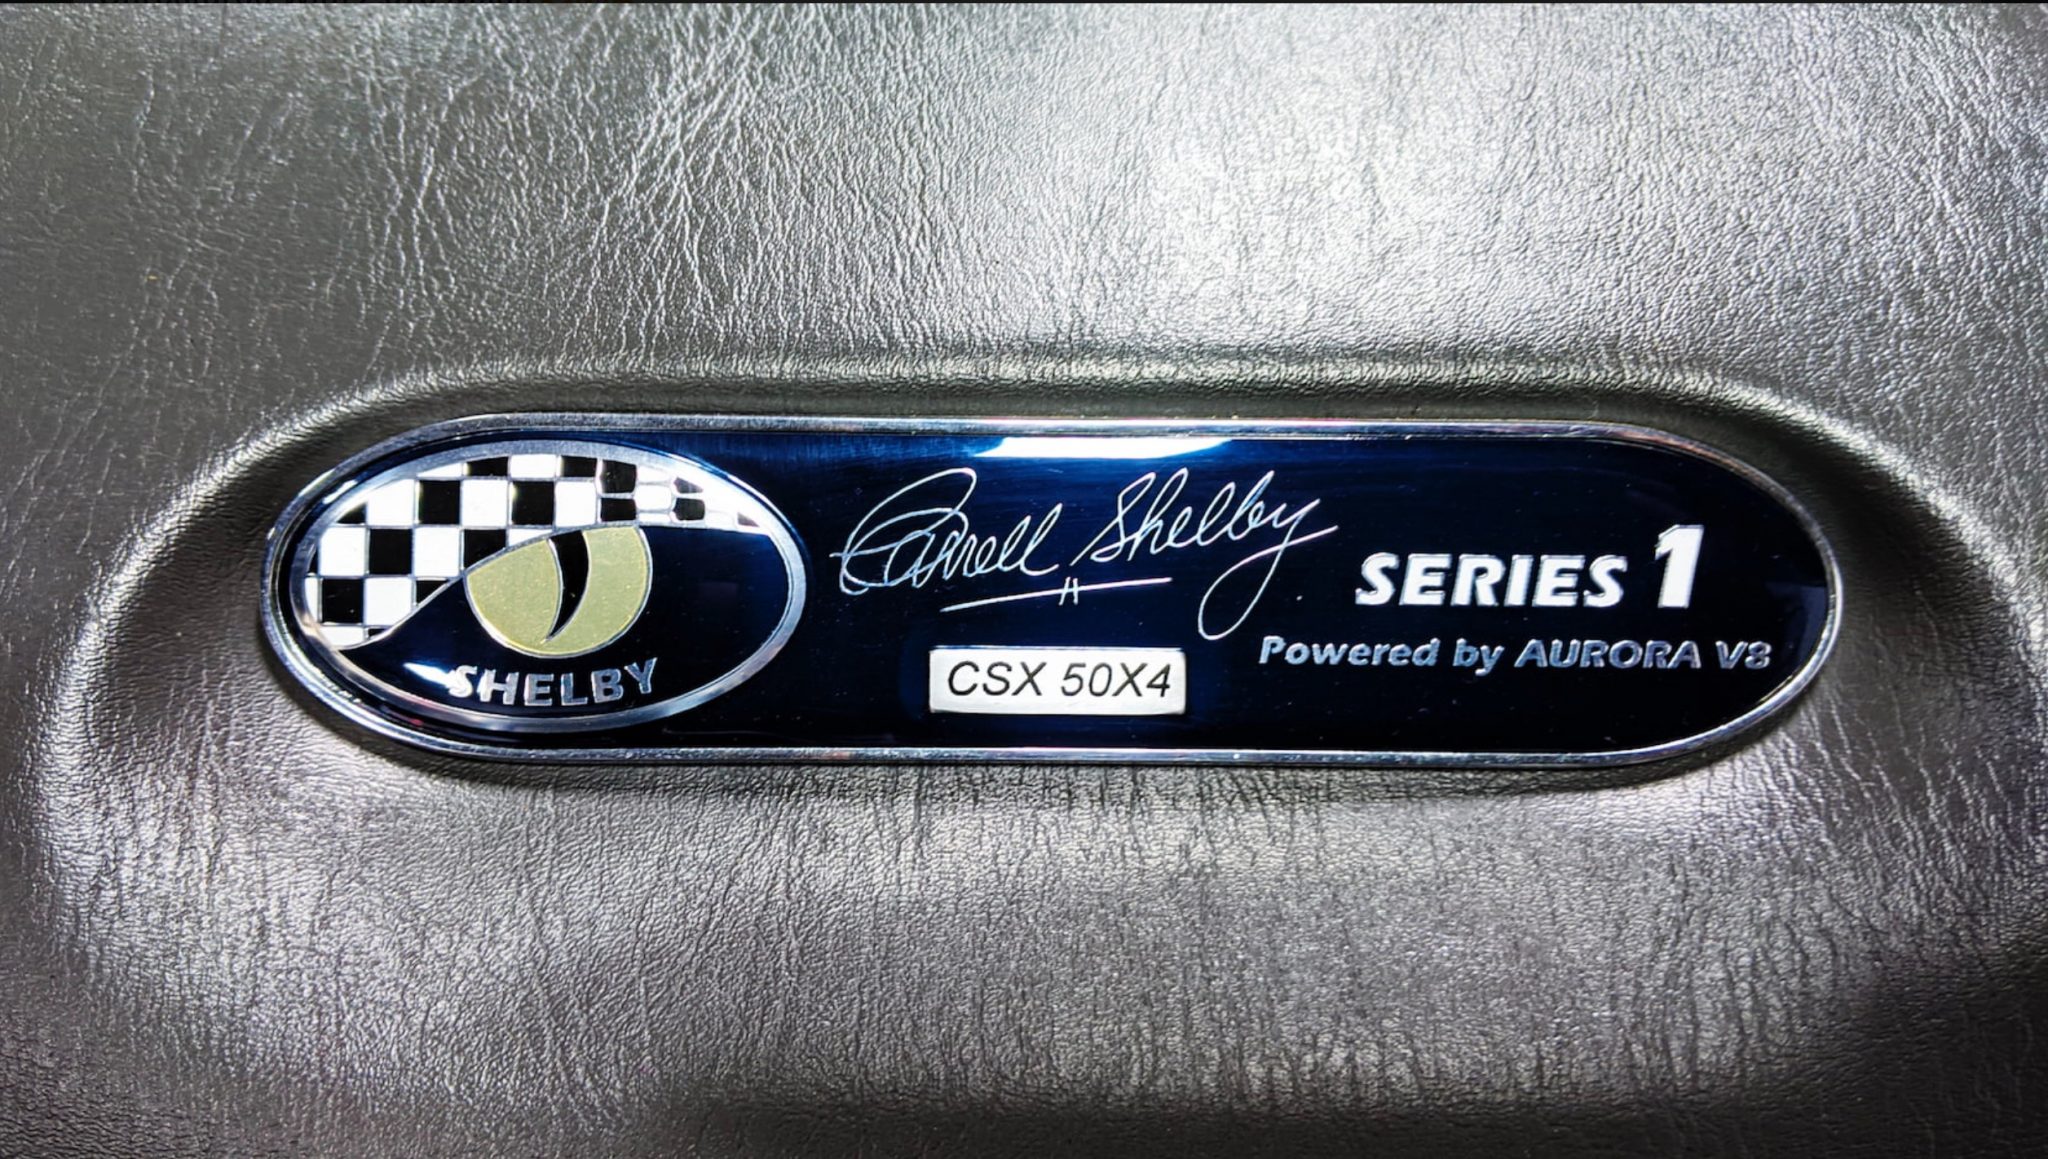 SHELBY
Carroll Shelby
CSX 50X4
SERIES 1
Powered by AURORA V8